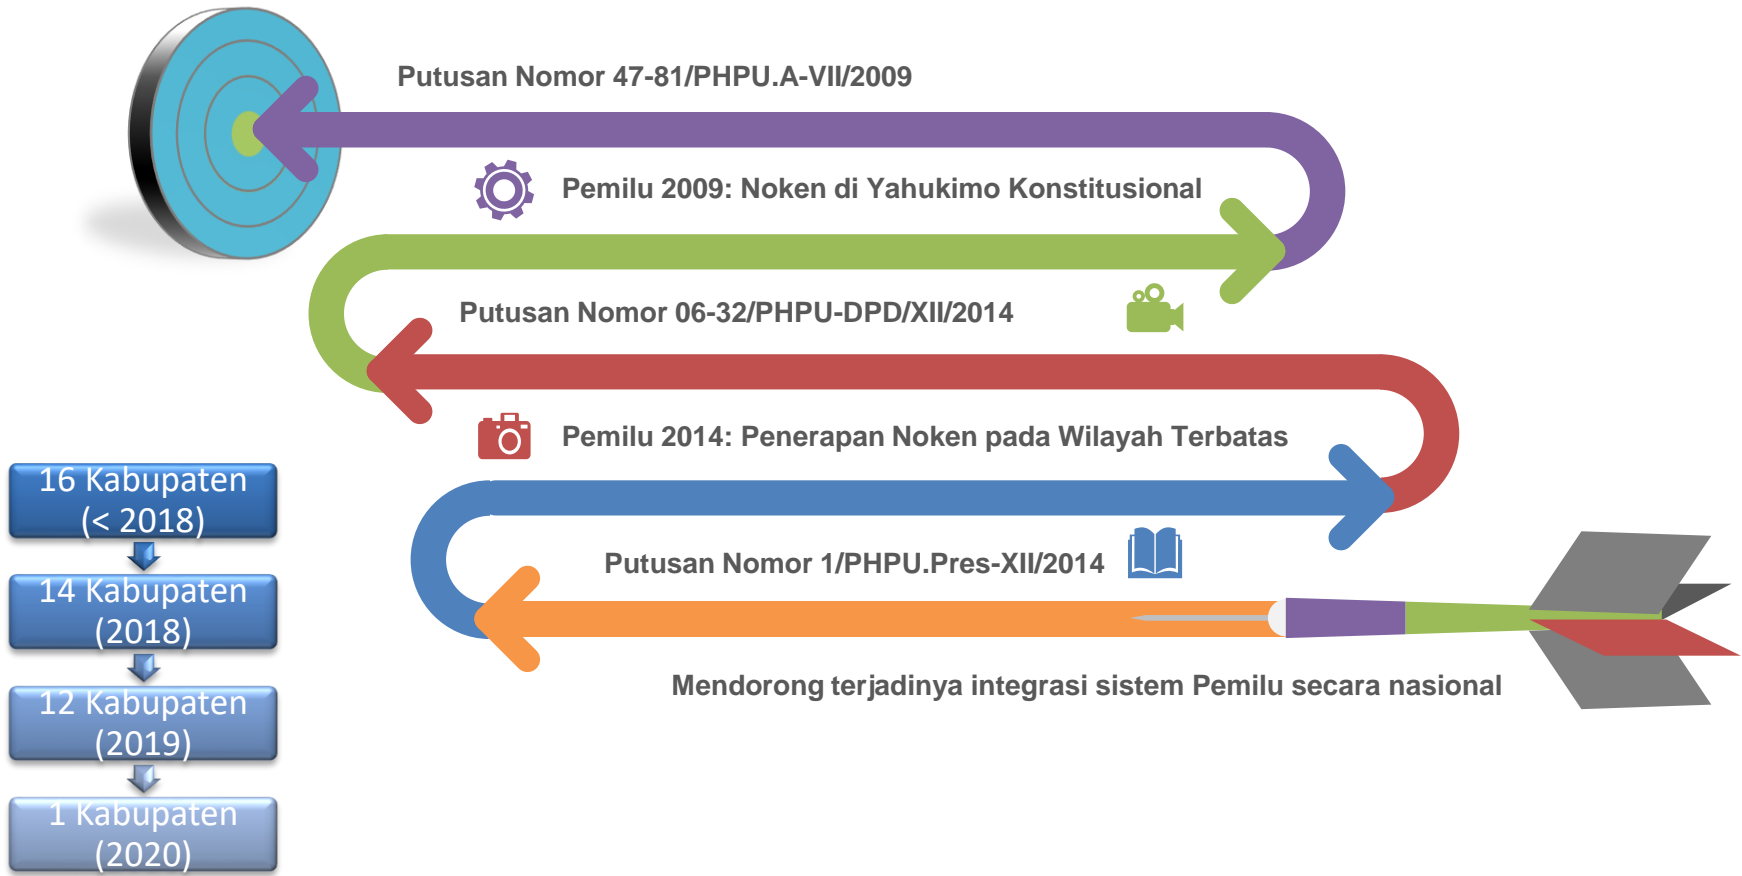 Putusan Nomor 47-81/PHPU.A-VII/2009
Pemilu 2009: Noken di Yahukimo Konstitusional
Putusan Nomor 06-32/PHPU-DPD/XII/2014
Pemilu 2014: Penerapan Noken pada Wilayah Terbatas
Putusan Nomor 1/PHPU.Pres-XII/2014
Mendorong terjadinya integrasi sistem Pemilu secara nasional
16 Kabupaten
(< 2018)
14 Kabupaten
(2018)
12 Kabupaten
(2019)
1 Kabupaten
(2020)